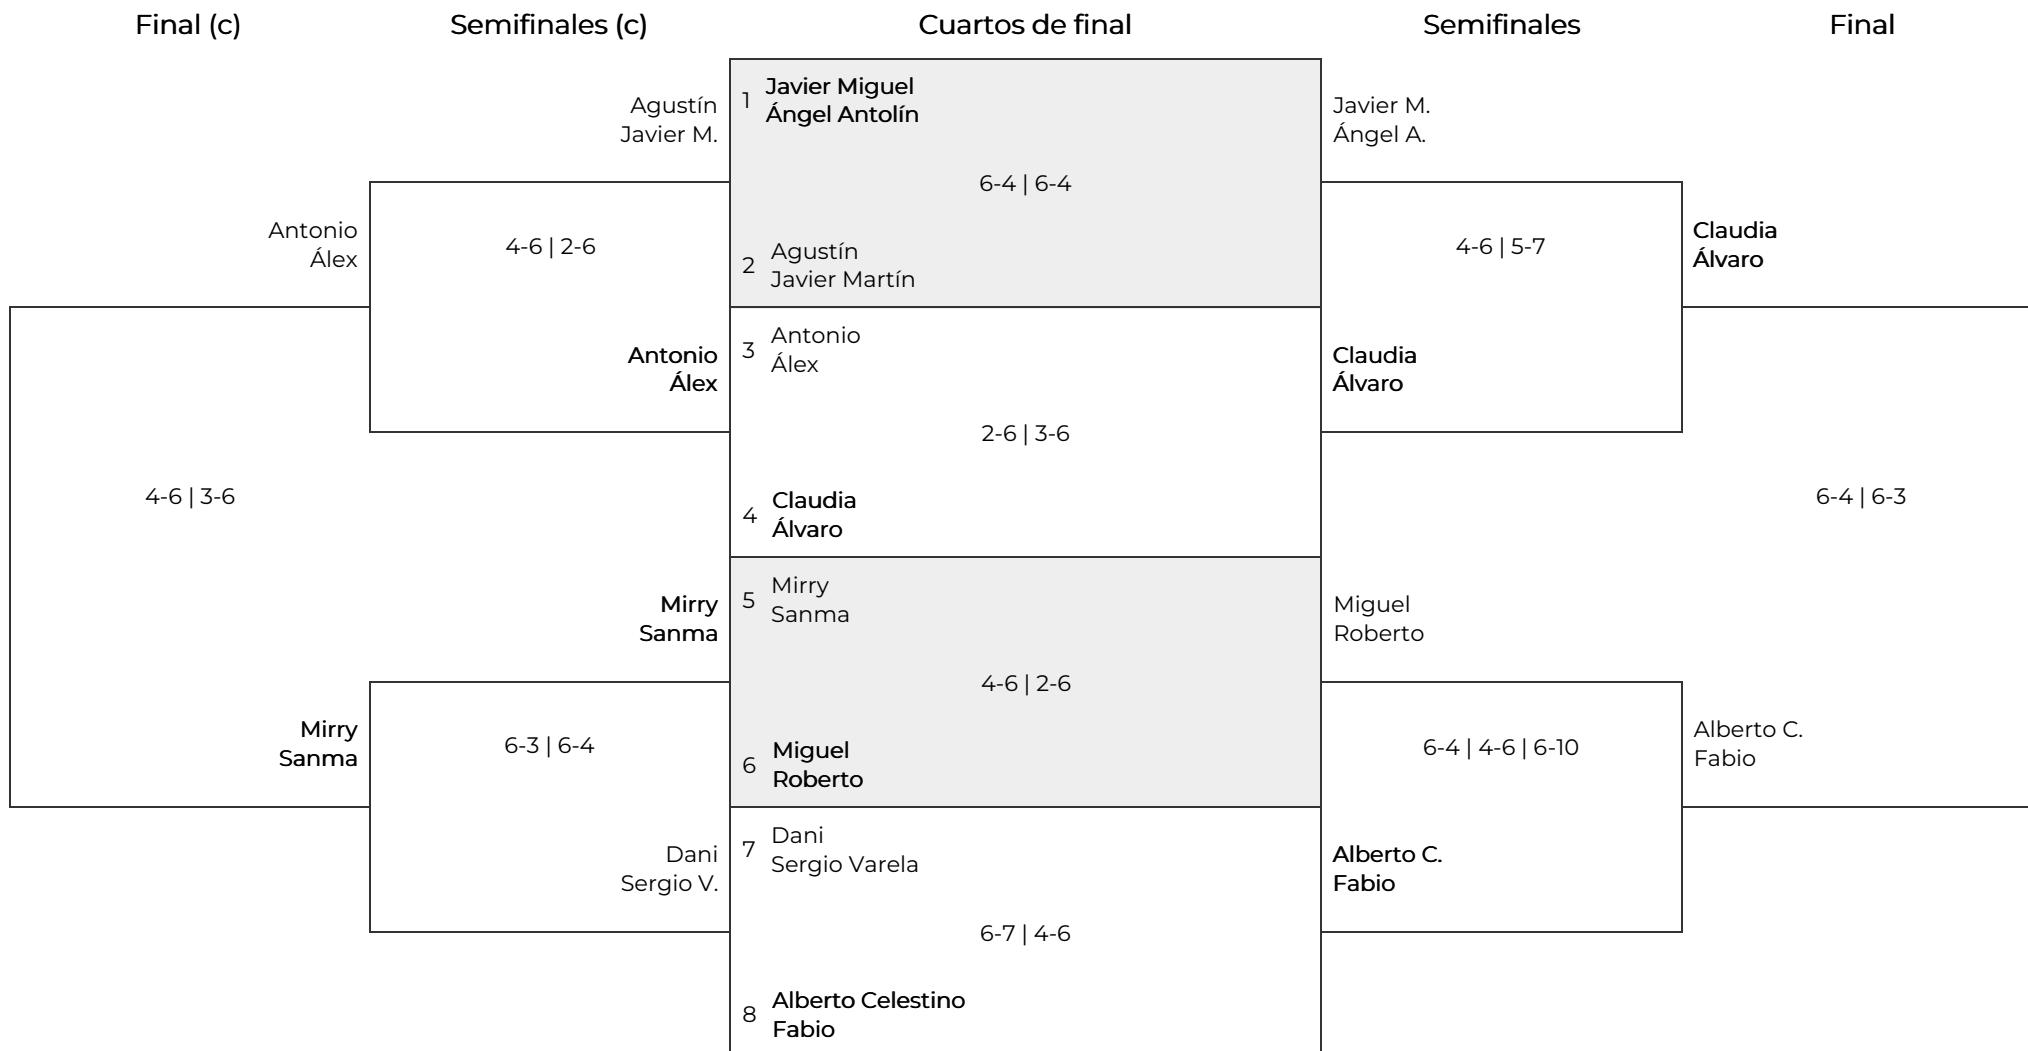 Final (c)
Semifinales (c)
Cuartos de final
Semifinales
Final
Agustín
Javier M.
4-6 | 2-6
Antonio
Álex
Mirry
Sanma
6-3 | 6-4
Dani
Sergio V.
Antonio
Álex
4-6 | 3-6
Mirry
Sanma
1
Javier Miguel
Ángel Antolín
6-4 | 6-4
2
Agustín
Javier Martín
3
Antonio
Álex
2-6 | 3-6
4
Claudia
Álvaro
5
Mirry
Sanma
4-6 | 2-6
6
Miguel
Roberto
7
Dani
Sergio Varela
6-7 | 4-6
8
Alberto Celestino
Fabio
Javier M.
Ángel A.
4-6 | 5-7
Claudia
Álvaro
Miguel
Roberto
6-4 | 4-6 | 6-10
Alberto C.
Fabio
Claudia
Álvaro
6-4 | 6-3
Alberto C.
Fabio